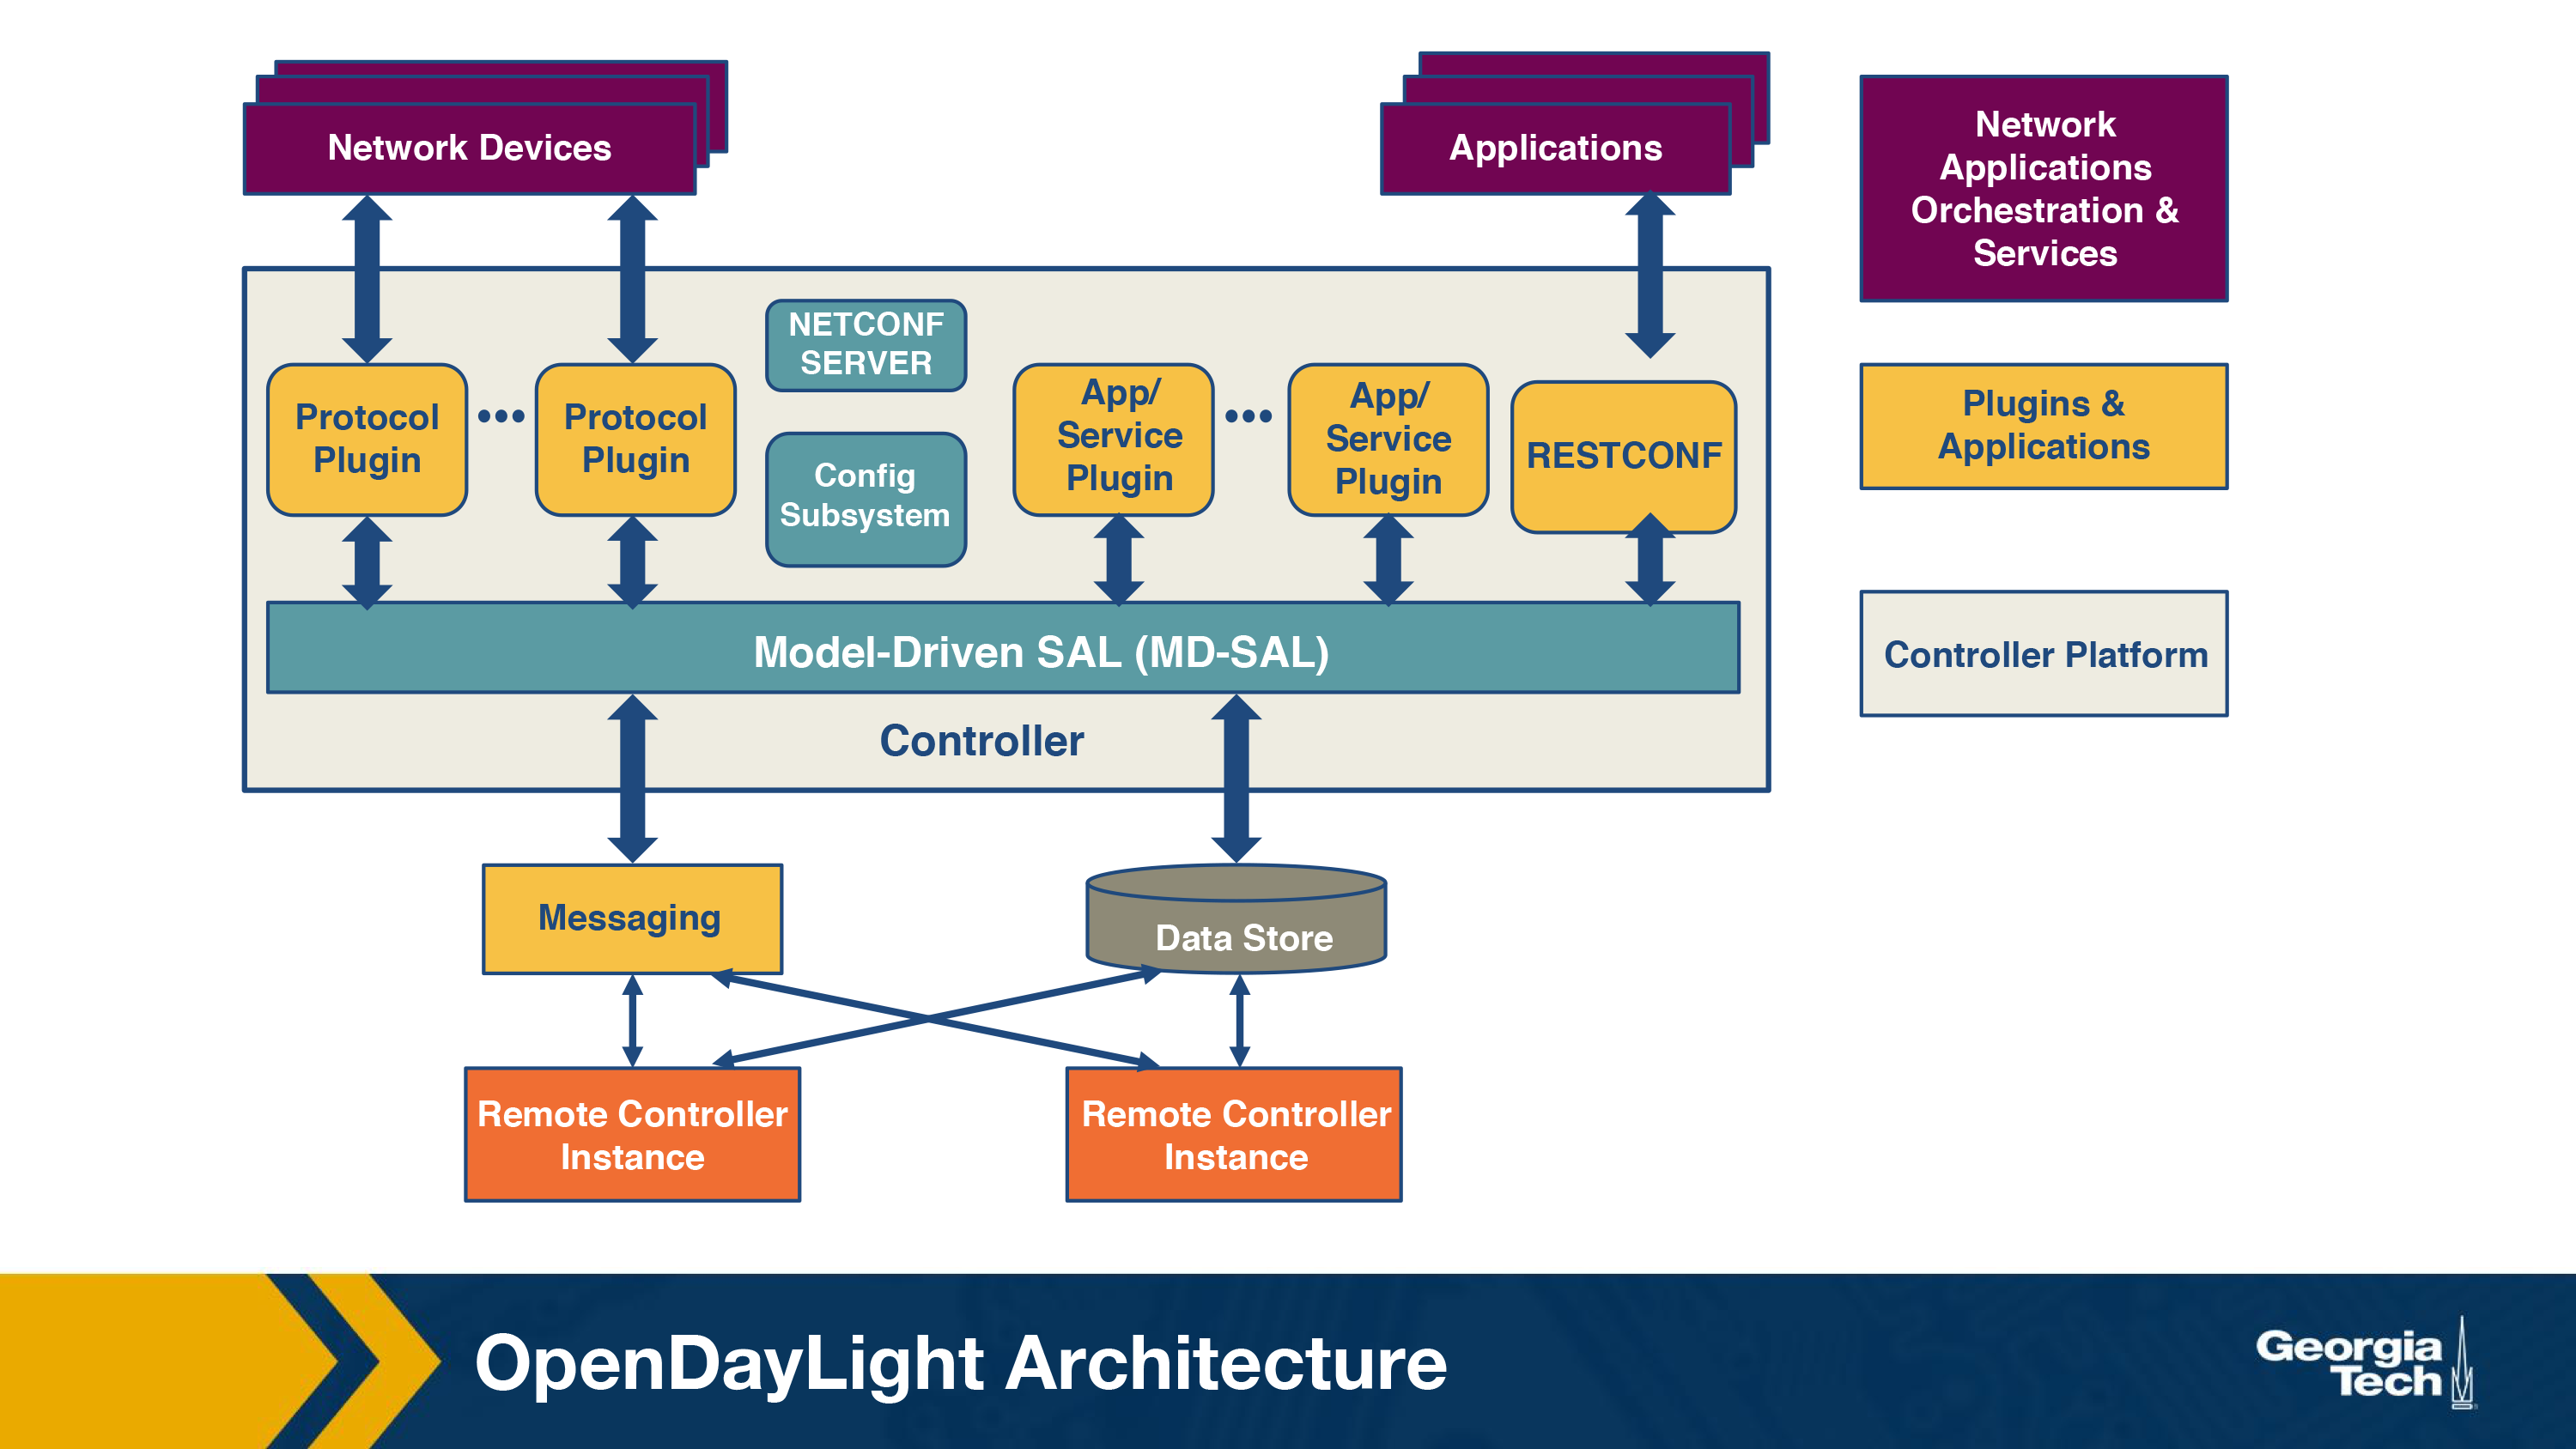 Network Devices
Applications
Network
Applications
Orchestration &
Services
NETCONF
SERVER
Protocol
Plugin
Protocol
Plugin
Config
Subsystem
App/
Service
Plugin
App/
Service
Plugin
RESTCONF
Plugins &
Applications
Model-Driven SAL (MD-SAL)
Controller Platform
Controller
Messaging
Data Store
Remote Controller
Instance
Remote Controller
Instance
OpenDayLight Architecture
Georgia
Tech